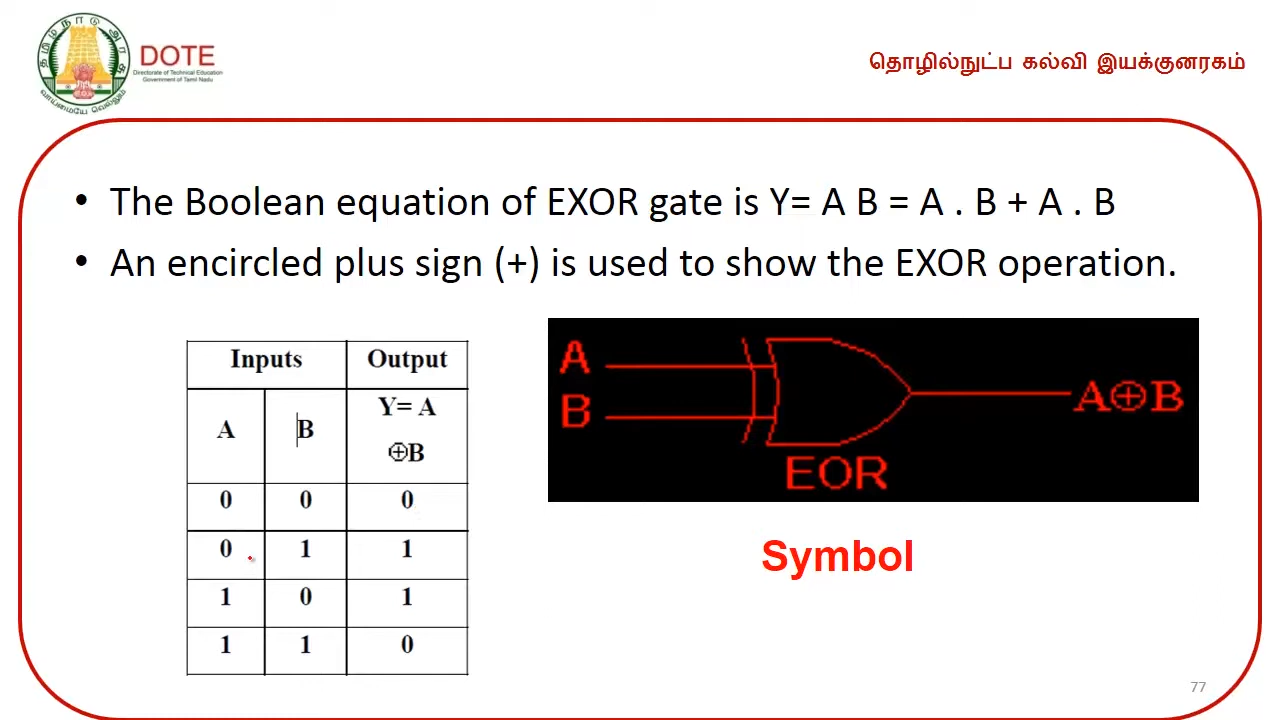 தமிழ்நாடு அரசு
வாய்மையே வெல்லும்
DOTE
Directorate of Technical Education
Government of Tamil Nadu
தொழில்நுட்ப கல்வி இயக்குனரகம்
• The Boolean equation of EXOR gate is Y= A B = A . B + A . B
• An encircled plus sign (+) is used to show the EXOR operation.
Inputs Output
A B Y= A
⊕B
0 0 0
0 1 1
1 0 1
1 1 0
A
B
A⊕B
EOR
Symbol
77